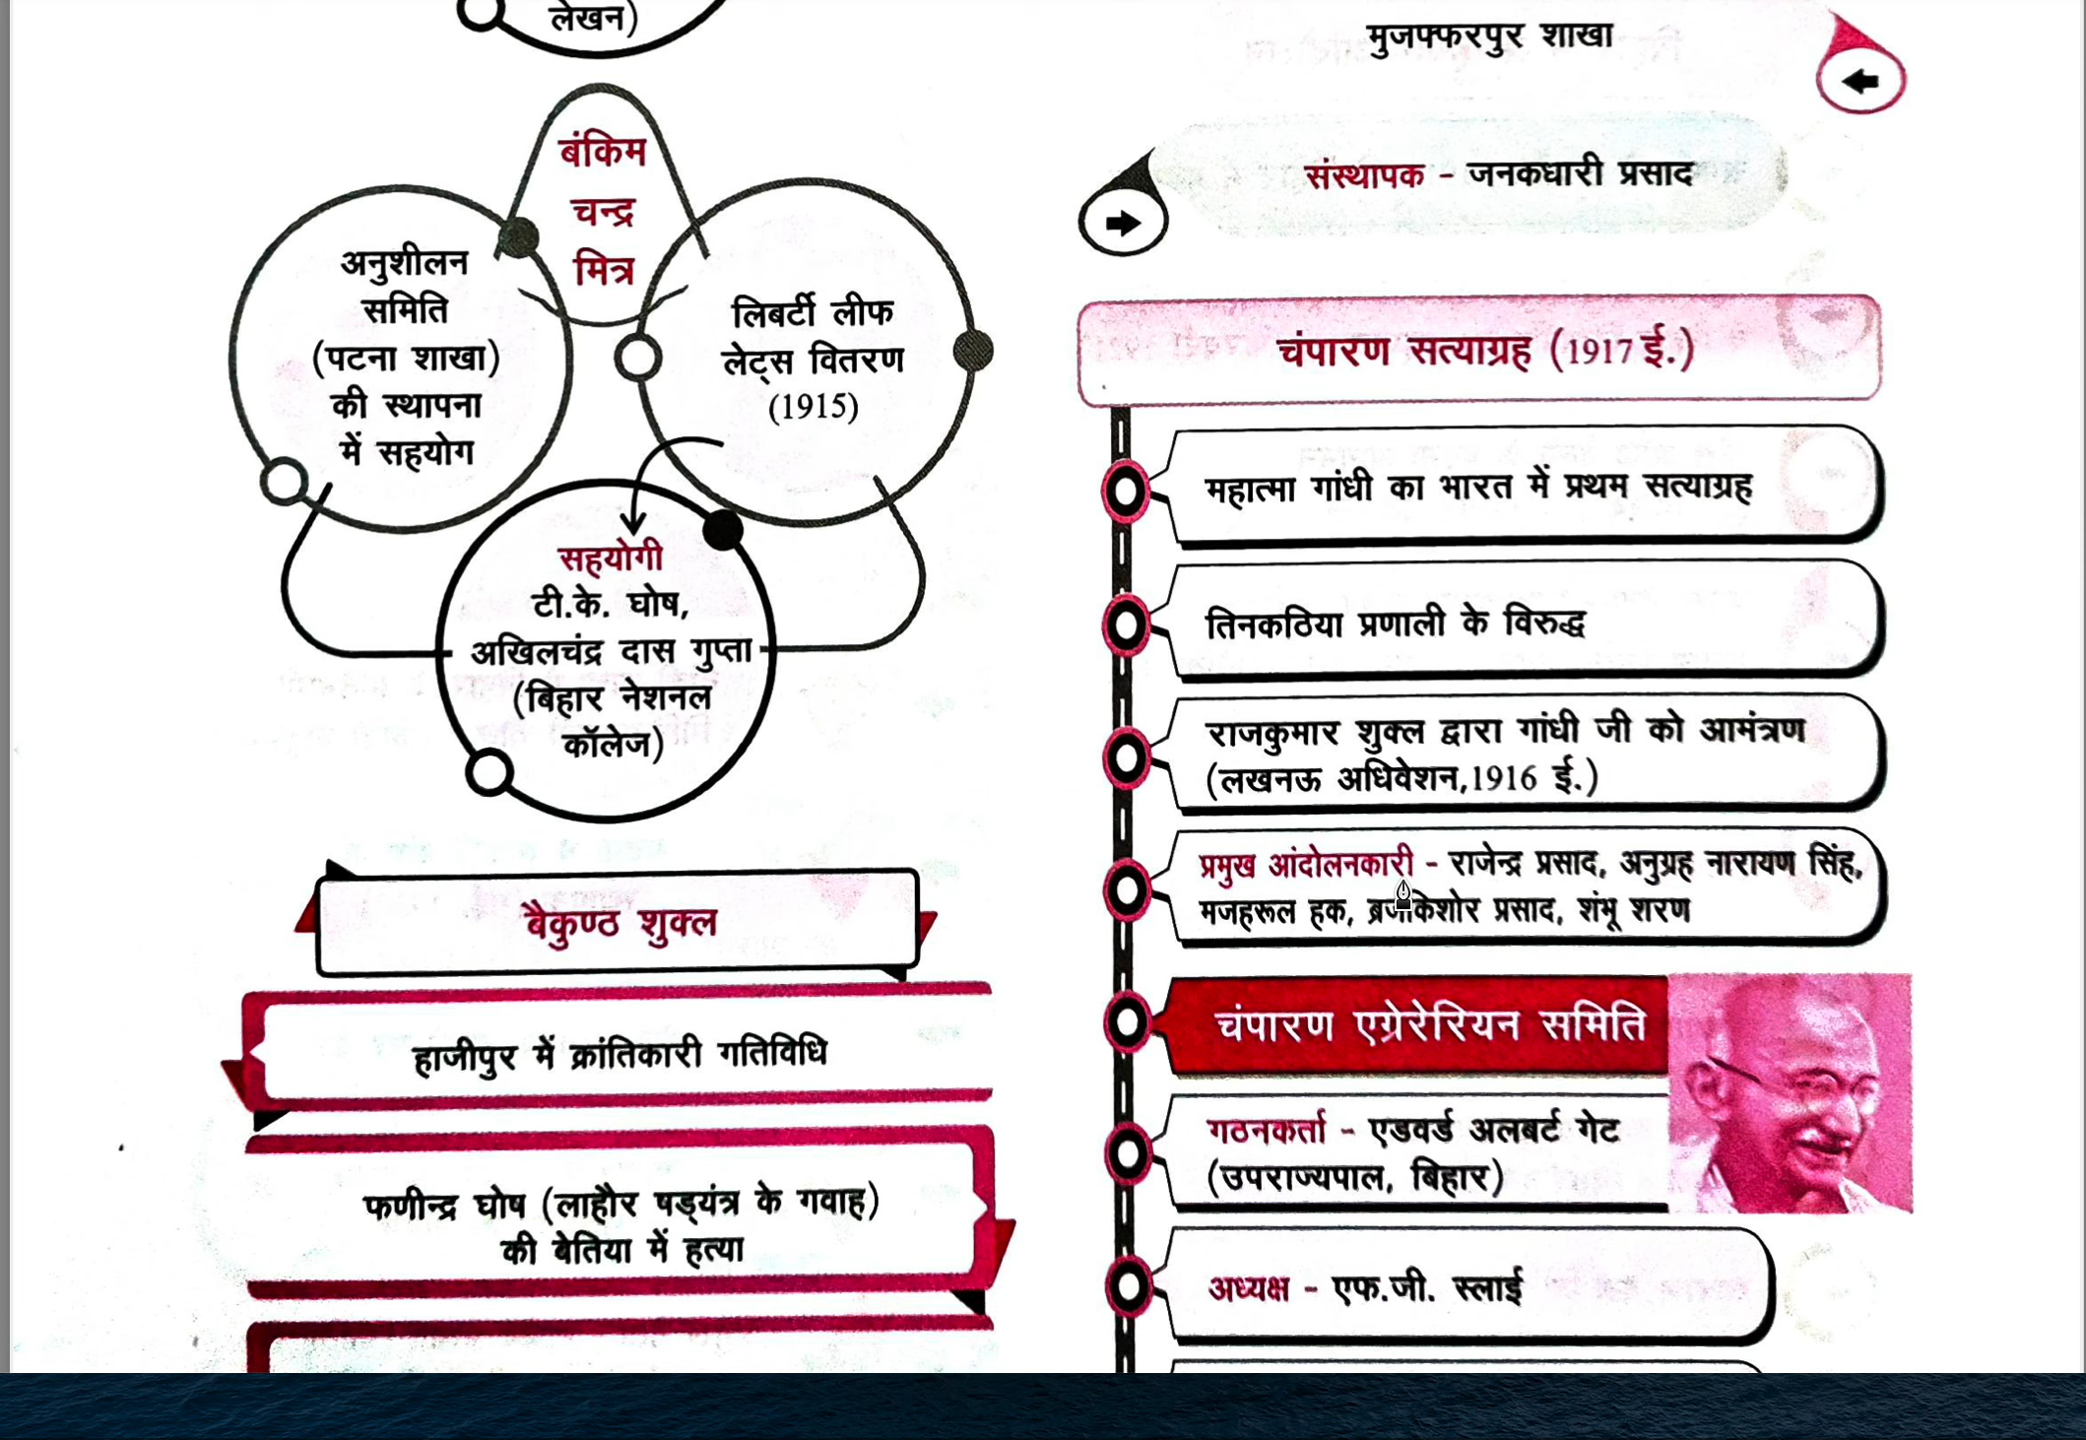 लेखन)
बंकिम
चन्द्र
मित्र
अनुशीलन
समिति
(पटना शाखा)
की स्थापना
में सहयोग
लिबर्टी लीफ
लेट्स वितरण
(1915)
सहयोगी
टी.के. घोष,
अखिलचंद्र दास गुप्ता
(बिहार नेशनल
कॉलेज)
बैकुण्ठ शुक्ल
हाजीपुर में क्रांतिकारी गतिविधि
फणीन्द्र घोष (लाहौर षड्यंत्र के गवाह)
की बेतिया में हत्या
मुजफ्फरपुर शाखा
संस्थापक - जनकधारी प्रसाद
चंपारण सत्याग्रह (1917 ई.)
महात्मा गांधी का भारत में प्रथम सत्याग्रह
तिनकठिया प्रणाली के विरुद्ध
राजकुमार शुक्ल द्वारा गांधी जी को आमंत्रण
(लखनऊ अधिवेशन,1916 ई.)
प्रमुख आंदोलनकारी - राजेन्द्र प्रसाद, अनुग्रह नारायण सिंह,
मजहरूल हक, ब्रजकिशोर प्रसाद, शंभू शरण
चंपारण एग्रेरेरियन समिति
गठनकर्ता - एडवर्ड अलबर्ट गेट
(उपराज्यपाल, बिहार)
अध्यक्ष - एफ.जी. स्लाई